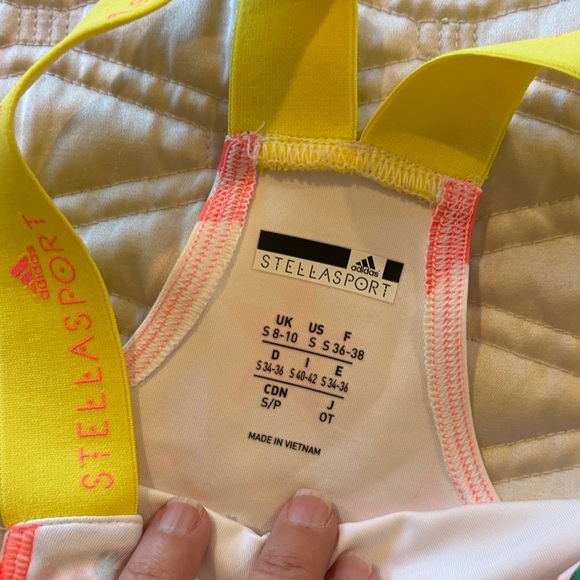 adidas
STELLASPORT
UK US F
S 8-10 S S 36-38
D I E
S 34-36 S 40-42 S 34-36
CDN J
S/P OT
MADE IN VIETNAM
adidas
STELLASPORT